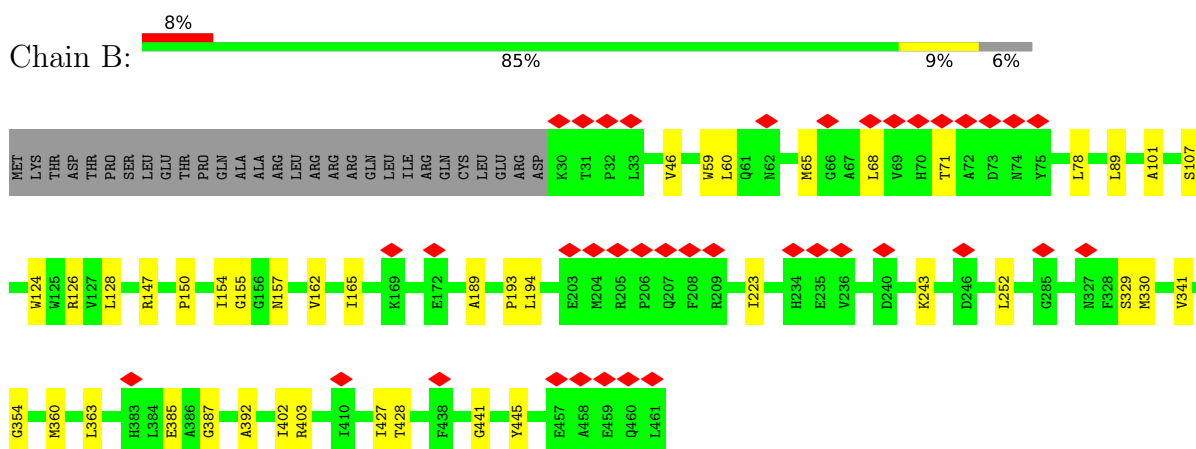 8%
Chain B:
85% 9% 6%
MET LYS THR ASP VAL THR PRO SER LEU GLU THR PRO GLN ALA ALA ARG LEU ARG ARG ARG GLN LEU ILE ARG GLN CYS LEU GLU ARG ASP K30 T31 P32 L33 V46 W59 L60 Q61 N62 M65 G66 A67 L68 V69 H70 T71 A72 D73 N74 Y75 L78 L89 A101 S107
W124 W125 R126 V127 L128 R147 P150 I154 G155 G156 N157 V162 I165 K169 E172 A189 P193 L194 E203 M204 R205 P206 Q207 F208 R209 I223 H234 E235 V236 D240 K243 D246 L252 G285 N327 F328 S329 M330 V341
G354 M360 L363 H383 L384 E385 A386 G387 A392 I402 R403 I410 I427 T428 F438 G441 Y445 E457 A458 E459 Q460 L461